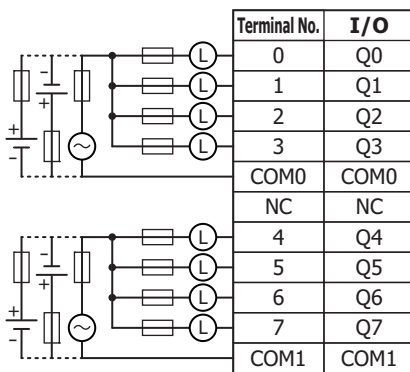 Terminal No. I/O
L 0 Q0
- L 1 Q1
+ L 2 Q2
+ L 3 Q3
- COM0 COM0
NC NC
L 4 Q4
- L 5 Q5
+ L 6 Q6
+ L 7 Q7
- COM1 COM1